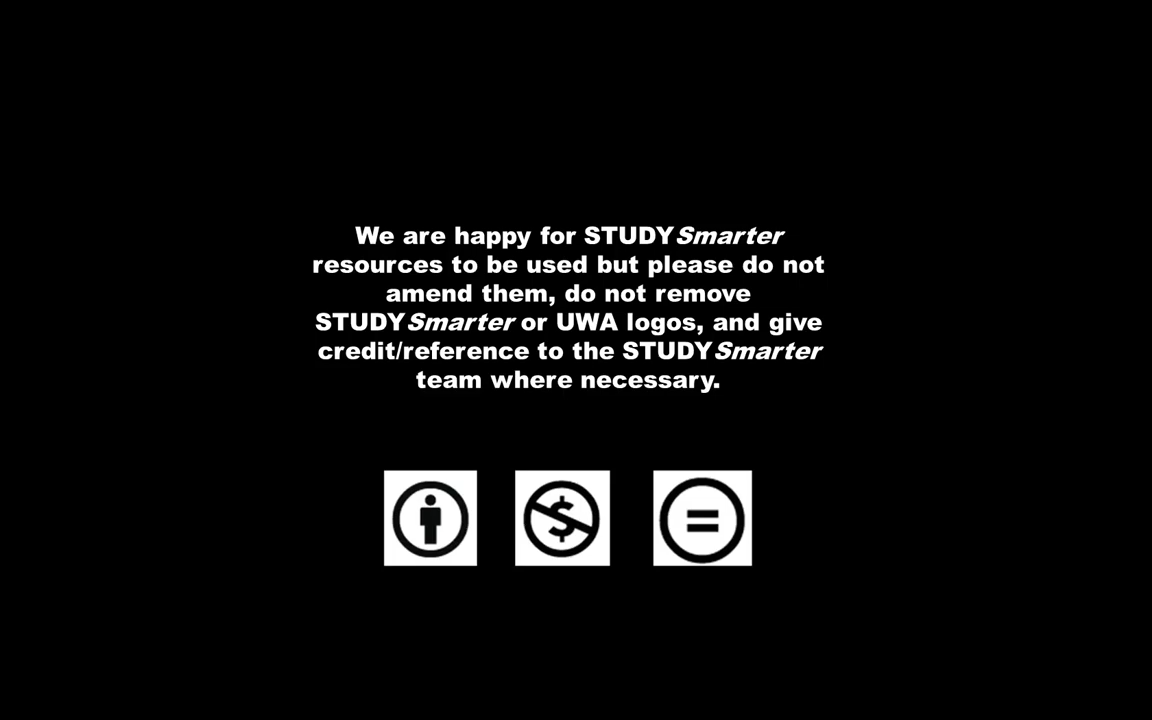 We are happy for STUDYSmarter
resources to be used but please do not
amend them, do not remove
STUDYSmarter or UWA logos, and give
credit/reference to the STUDYSmarter
team where necessary.